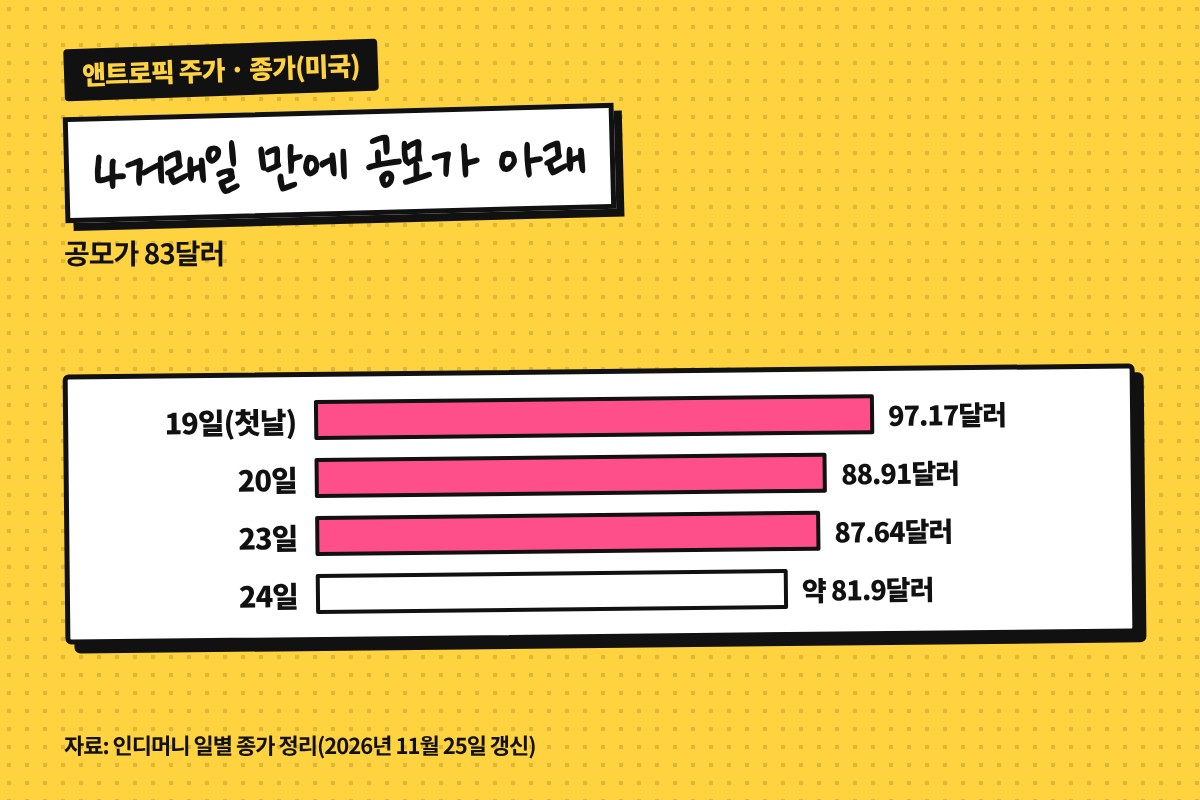 앤트로픽 주가 · 종가(미국)
4거래일 만에 공모가 아래
공모가 83달러
19일(첫날) 97.17달러
20일 88.91달러
23일 87.64달러
24일 약 81.9달러
자료: 인디머니 일별 종가 정리(2026년 11월 25일 갱신)